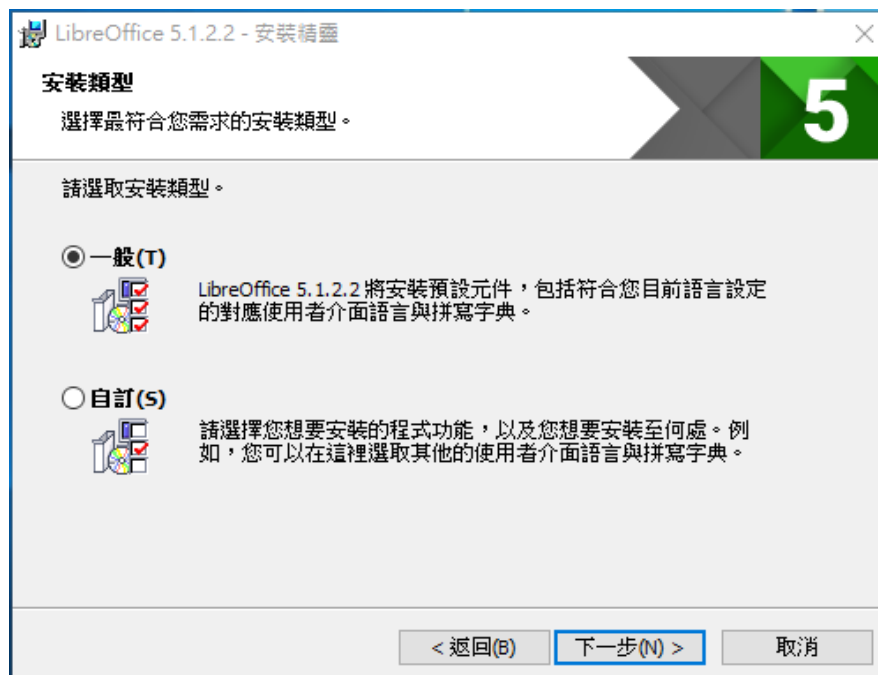 LibreOffice 5.1.2.2 - 安裝精靈
安裝類型
選擇最符合您需求的安裝類型。
5
請選取安裝類型。
一般(T)
LibreOffice 5.1.2.2 將安裝預設元件，包括符合您目前語言設定
的對應使用者介面語言與拼寫字典。
自訂(S)
請選擇您想要安裝的程式功能，以及您想要安裝至何處。例
如，您可以在這裡選取其他的使用者介面語言與拼寫字典。
< 返回(B)
下一步(N) >
取消